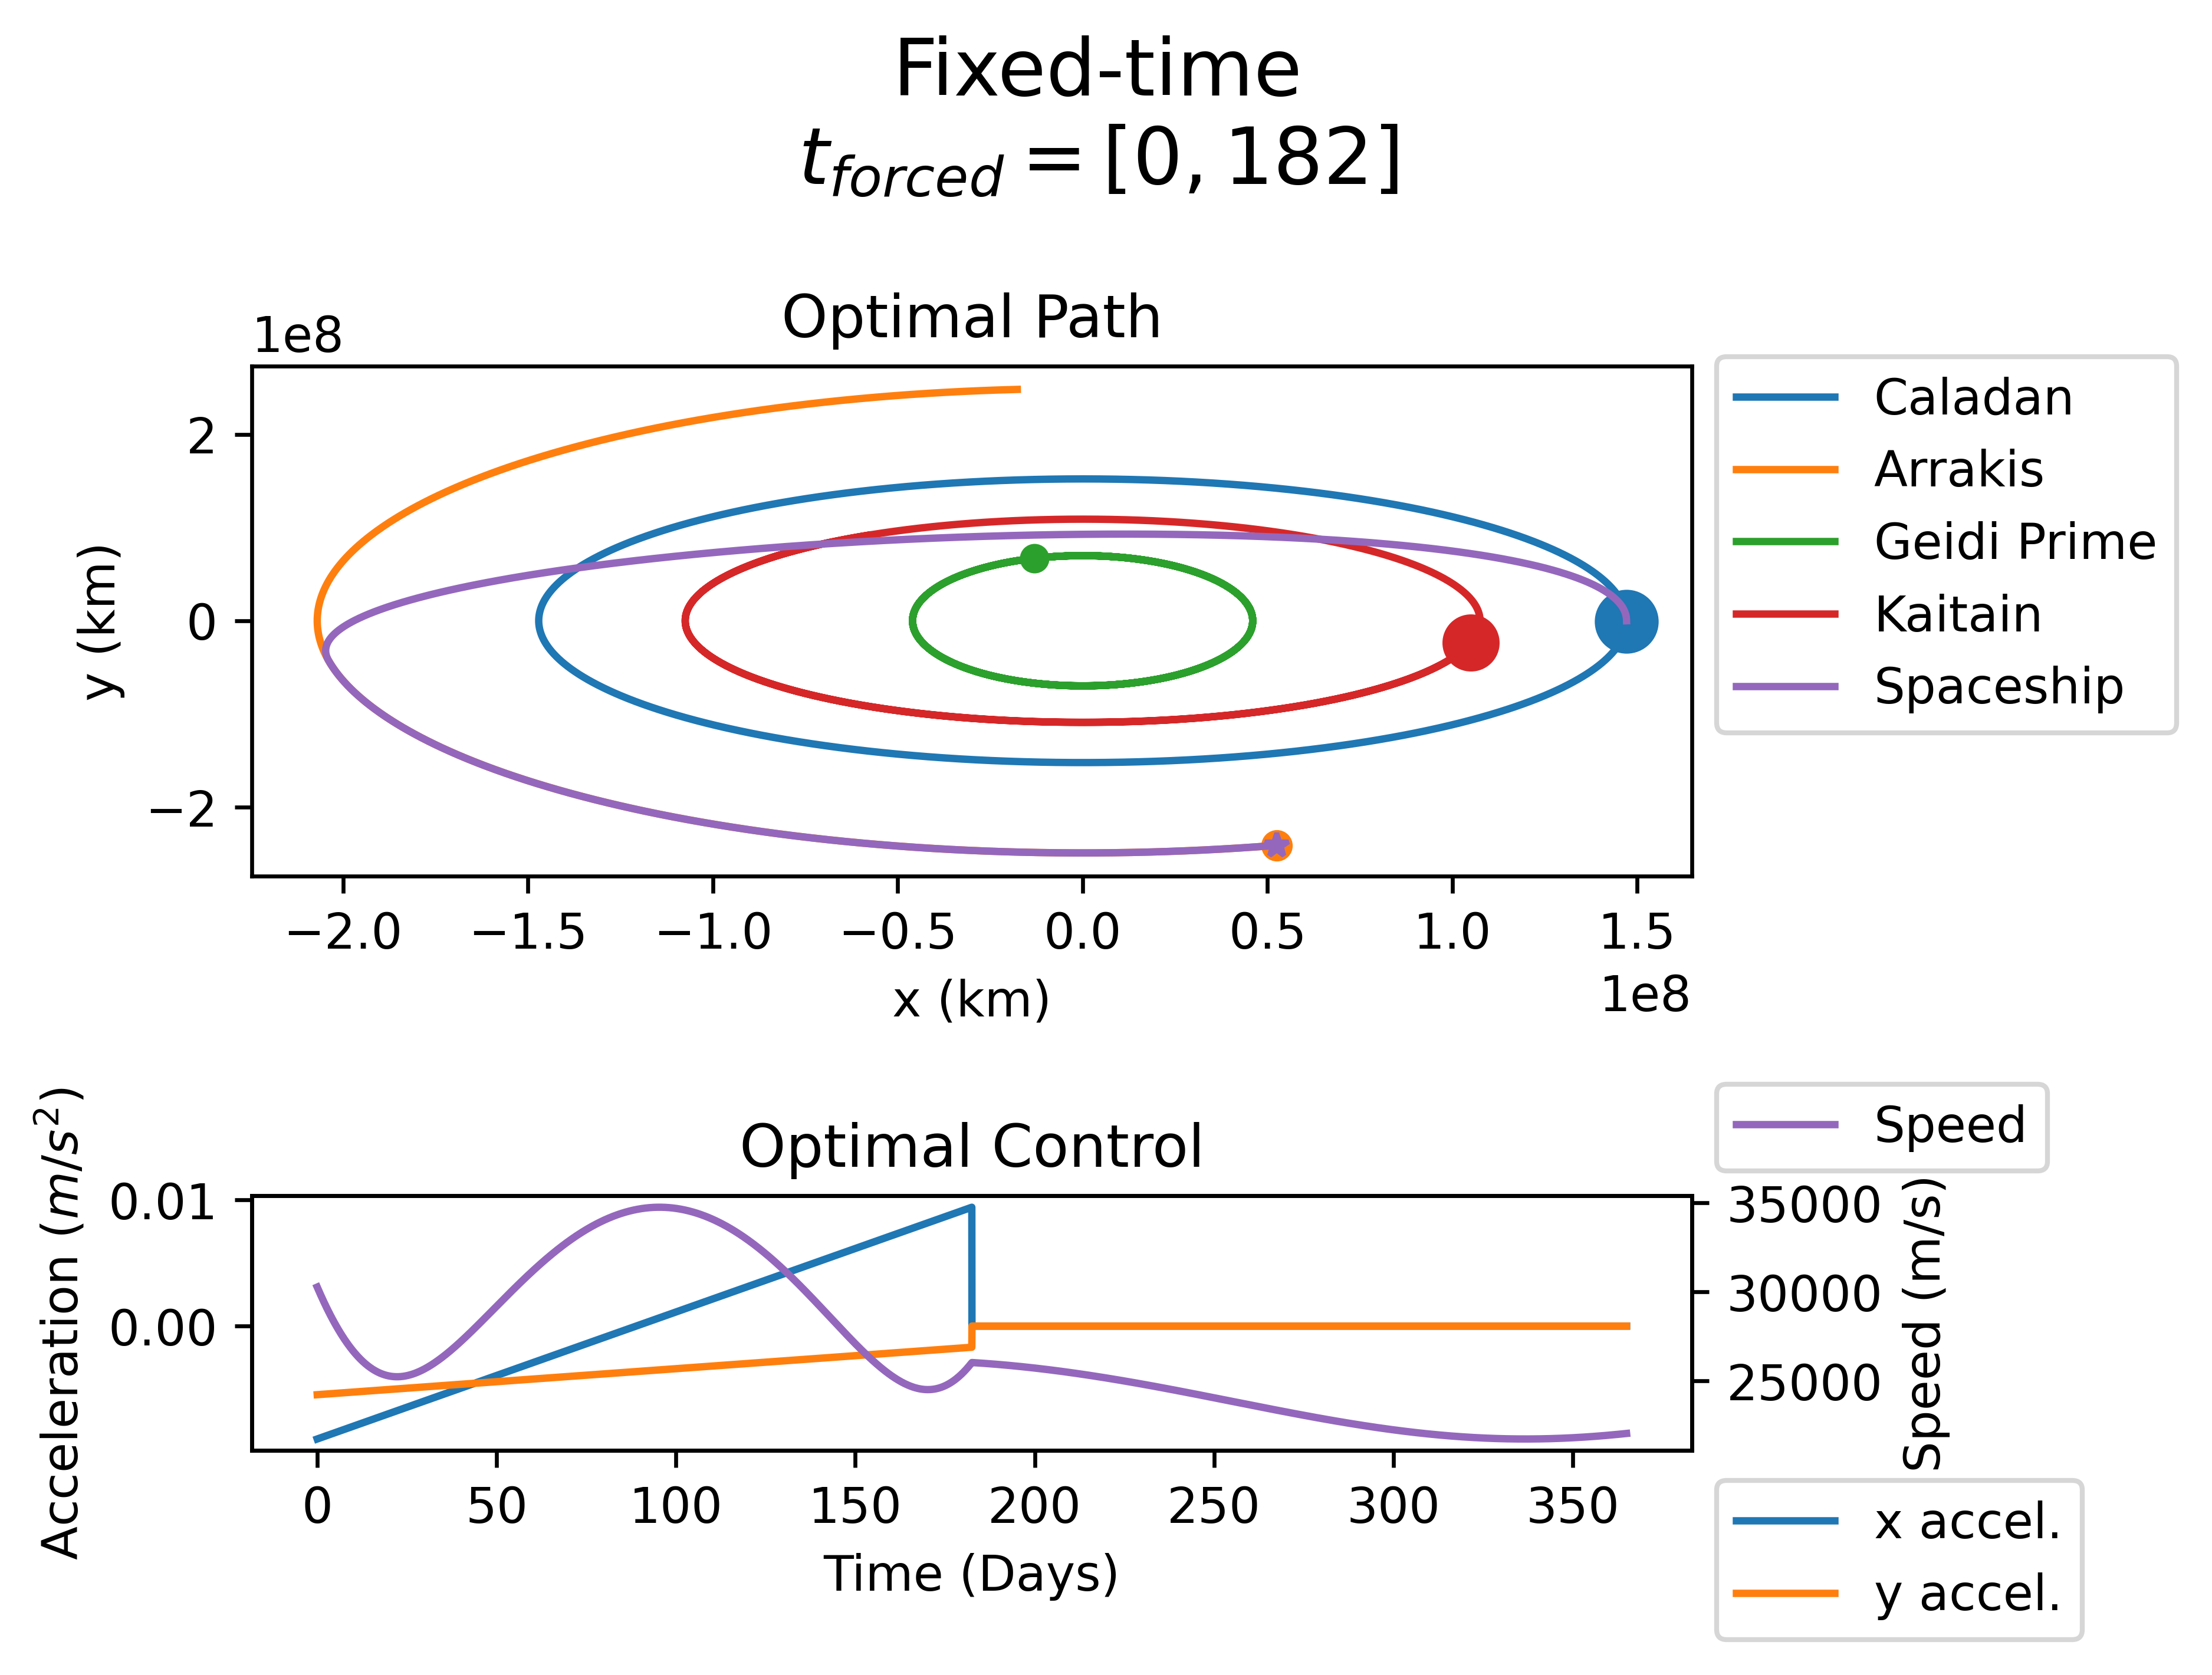 Fixed-time
t_{forced} = [0, 182]
Optimal Path
1e8
2
0
−2
y (km)
−2.0 −1.5 −1.0 −0.5 0.0 0.5 1.0 1.5
1e8
x (km)
Caladan
Arrakis
Geidi Prime
Kaitain
Spaceship
Optimal Control
0.01
0.00
Acceleration (m/s²)
Speed
35000
30000
25000
Speed (m/s)
0 50 100 150 200 250 300 350
Time (Days)
x accel.
y accel.